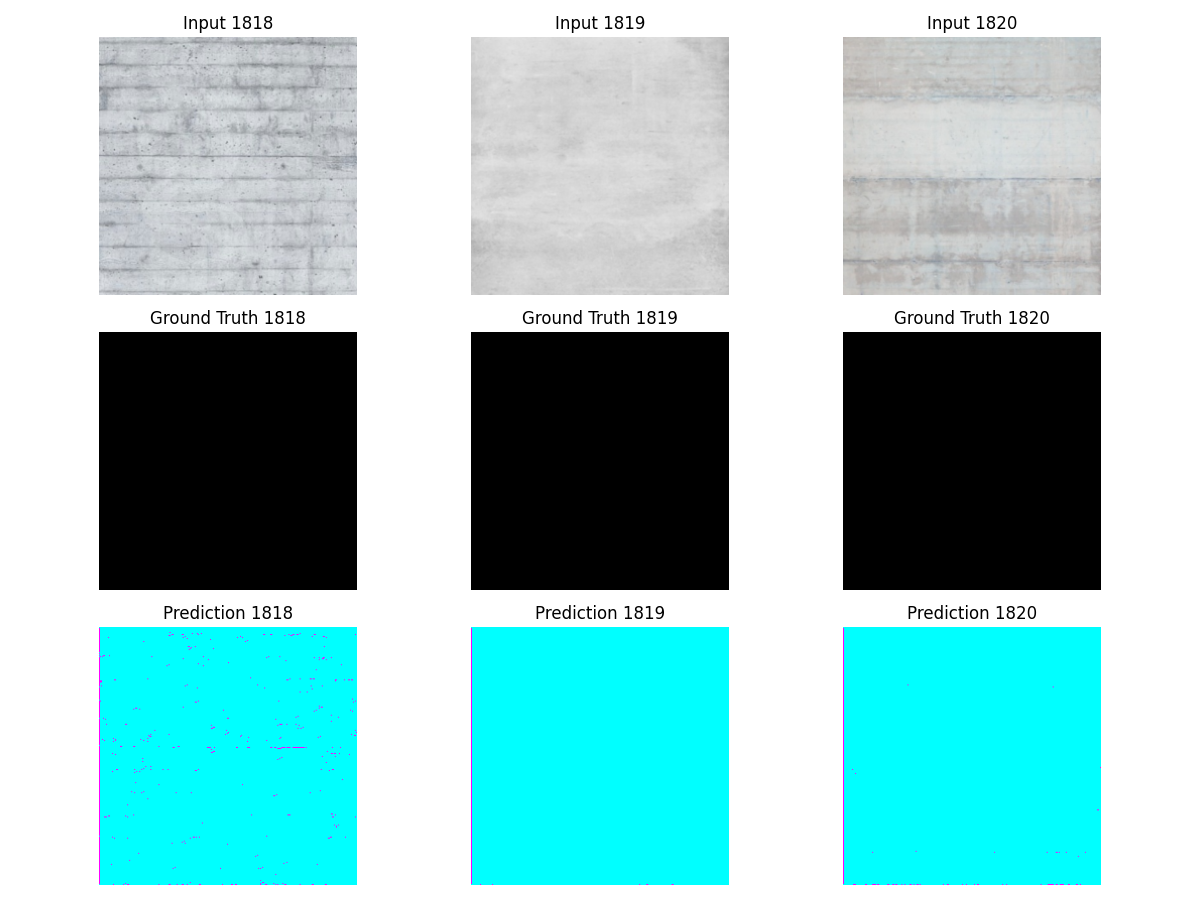 Input 1818
Input 1819
Input 1820
Ground Truth 1818
Ground Truth 1819
Ground Truth 1820
Prediction 1818
Prediction 1819
Prediction 1820